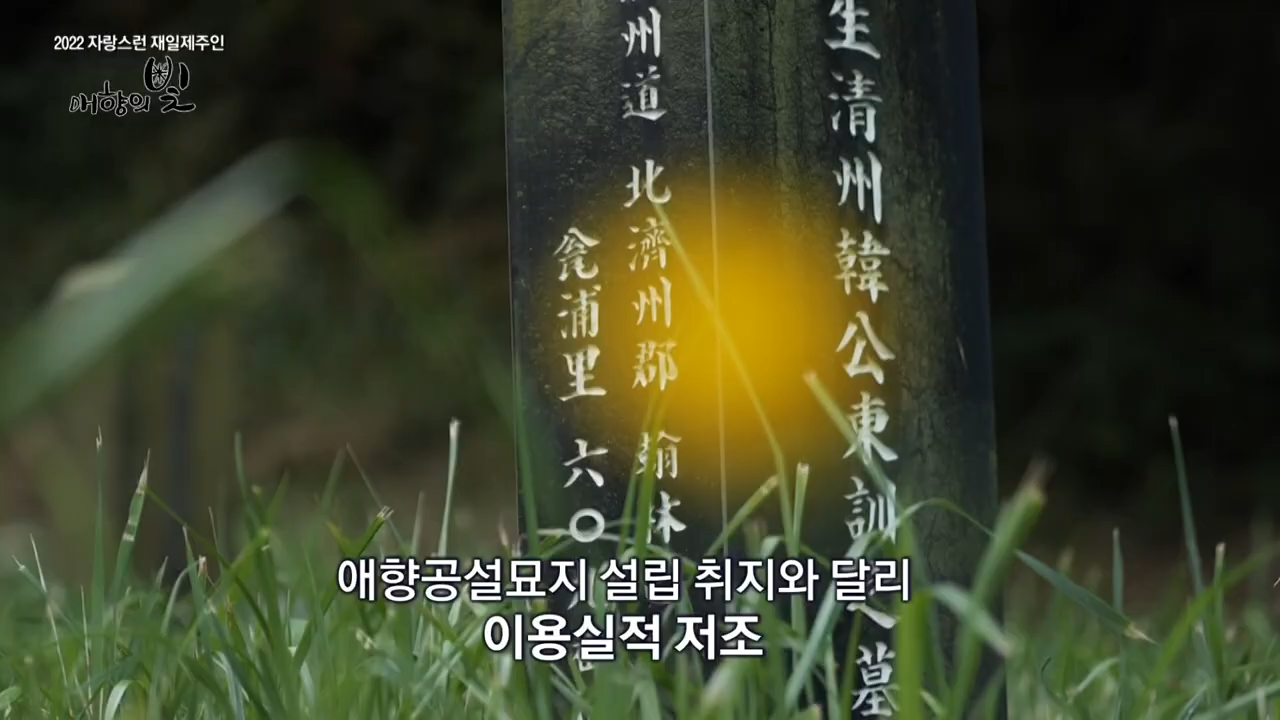 2022 자랑스런 재일제주인
애향의 빛
生清州韓公東訓之墓
州道 北濟州郡 翰林
瓮浦里 六〇
애향공설묘지 설립 취지와 달리
이용실적 저조